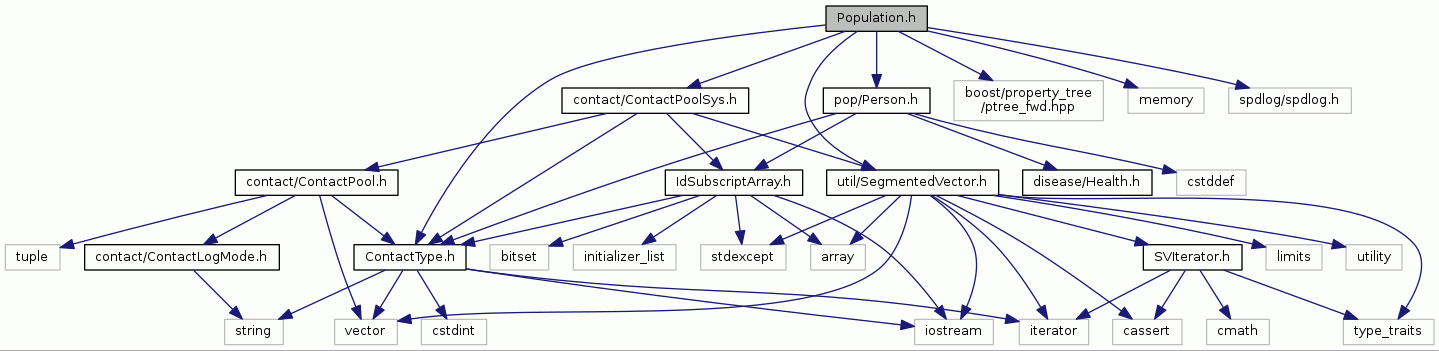 Population.h
contact/ContactPoolSys.h
pop/Person.h
boost/property_tree
/ptree_fwd.hpp
memory
spdlog/spdlog.h
contact/ContactPool.h
IdSubscriptArray.h
util/SegmentedVector.h
disease/Health.h
cstddef
tuple
contact/ContactLogMode.h
ContactType.h
bitset
initializer_list
stdexcept
array
SVIterator.h
limits
utility
string
vector
cstdint
iostream
iterator
cassert
cmath
type_traits